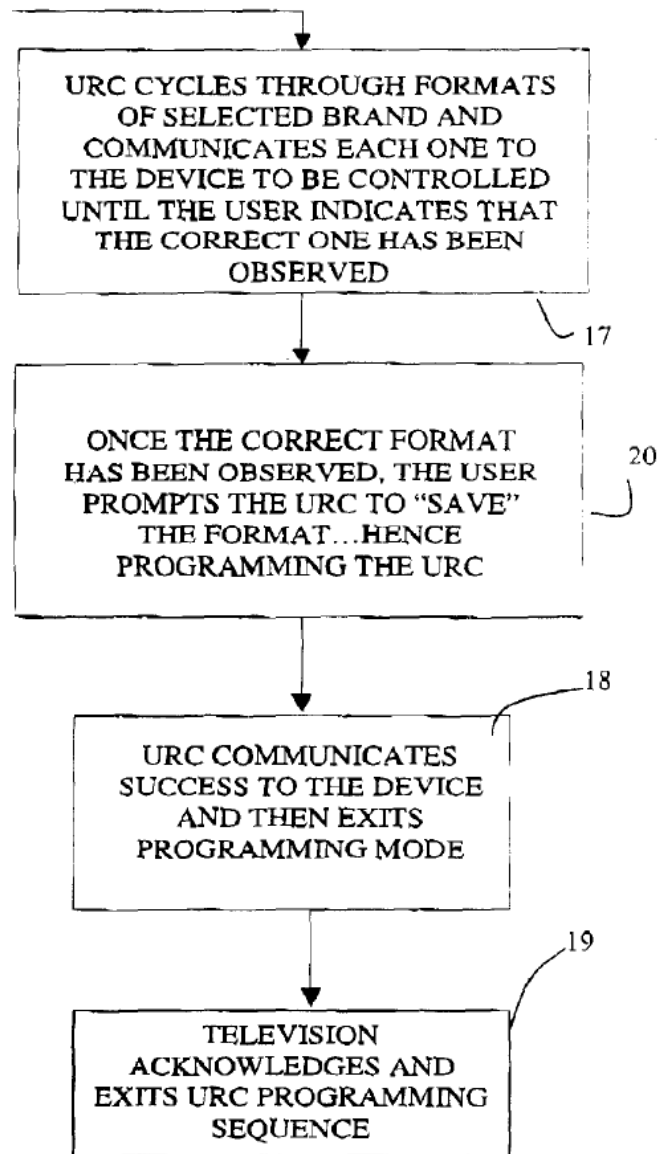 URC CYCLES THROUGH FORMATS
OF SELECTED BRAND AND
COMMUNICATES EACH ONE TO
THE DEVICE TO BE CONTROLLED
UNTIL THE USER INDICATES THAT
THE CORRECT ONE HAS BEEN
OBSERVED
17
ONCE THE CORRECT FORMAT
HAS BEEN OBSERVED, THE USER
PROMPTS THE URC TO “SAVE”
THE FORMAT...HENCE
PROGRAMMING THE URC
20
18
URC COMMUNICATES
SUCCESS TO THE DEVICE
AND THEN EXITS
PROGRAMMING MODE
19
TELEVISION
ACKNOWLEDGES AND
EXITS URC PROGRAMMING
SEQUENCE